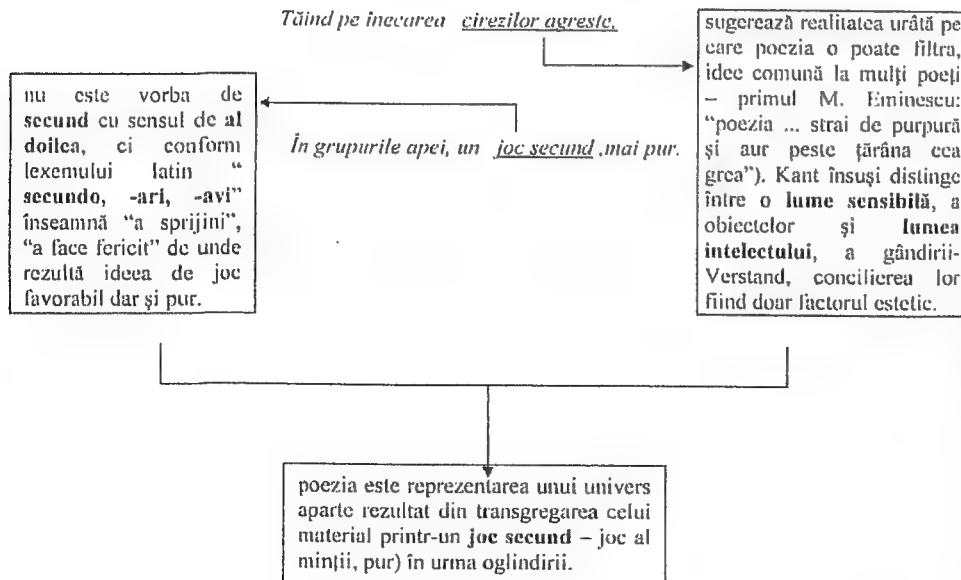 Tăind pe înecarea cirezilor agreste,
sugerează realitatea urâtă pe
care poezia o poate filtra,
idee comună la mulți poeți
– primul M. Eminescu:
“poezia ... strai de purpură
și aur peste țărâna cea
grea”). Kant însuși distinge
între o lume sensibilă, a
obiectelor și lumea
intelectului, a gândirii-
Verstand, concilierea lor
fiind doar factorul estetic.
nu este vorba de
secund cu sensul de al
doilea, ci conform
lexemului latin “
secundo, -ari, -avi”
înseamnă “a sprijini”,
“a face fericit” de unde
rezultă ideea de joc
favorabil dar și pur.
În grupurile apei, un joc secund ,mai pur.
poezia este reprezentarea unui univers
aparte rezultat din transgregarea celui
material printr-un joc secund – joc al
minții, pur) în urma oglindirii.